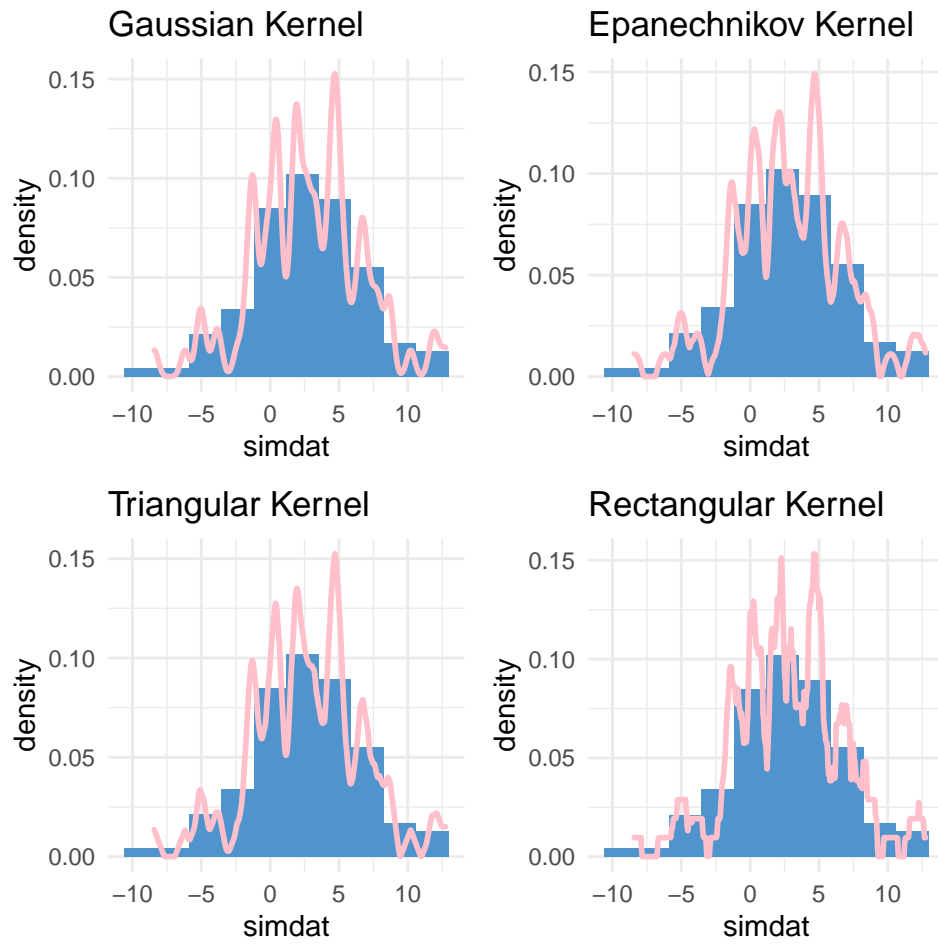 Gaussian Kernel
density
0.15
0.10
0.05
0.00
−10 −5 0 5 10
simdat
Epanechnikov Kernel
density
0.15
0.10
0.05
0.00
−10 −5 0 5 10
simdat
Triangular Kernel
density
0.15
0.10
0.05
0.00
−10 −5 0 5 10
simdat
Rectangular Kernel
density
0.15
0.10
0.05
0.00
−10 −5 0 5 10
simdat